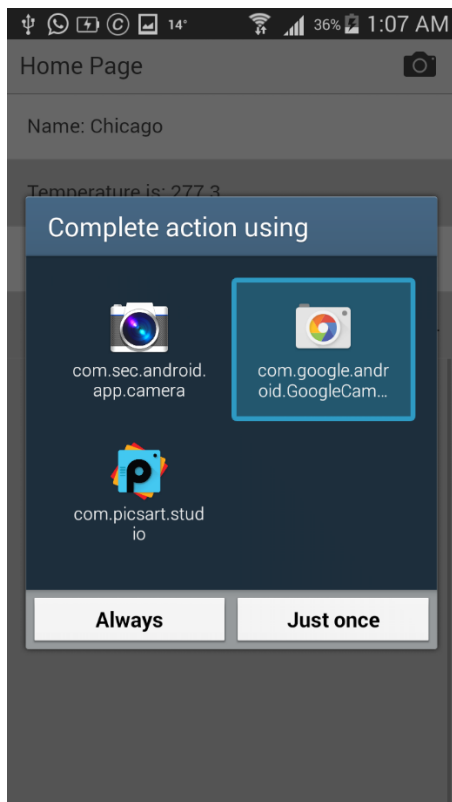 14°
36%
1:07 AM
Home Page
Name: Chicago
Temperature is: 277.3
Complete action using
com.sec.android.
app.camera
com.google.andr
oid.GoogleCam...
com.picsart.stud
io
Always
Just once